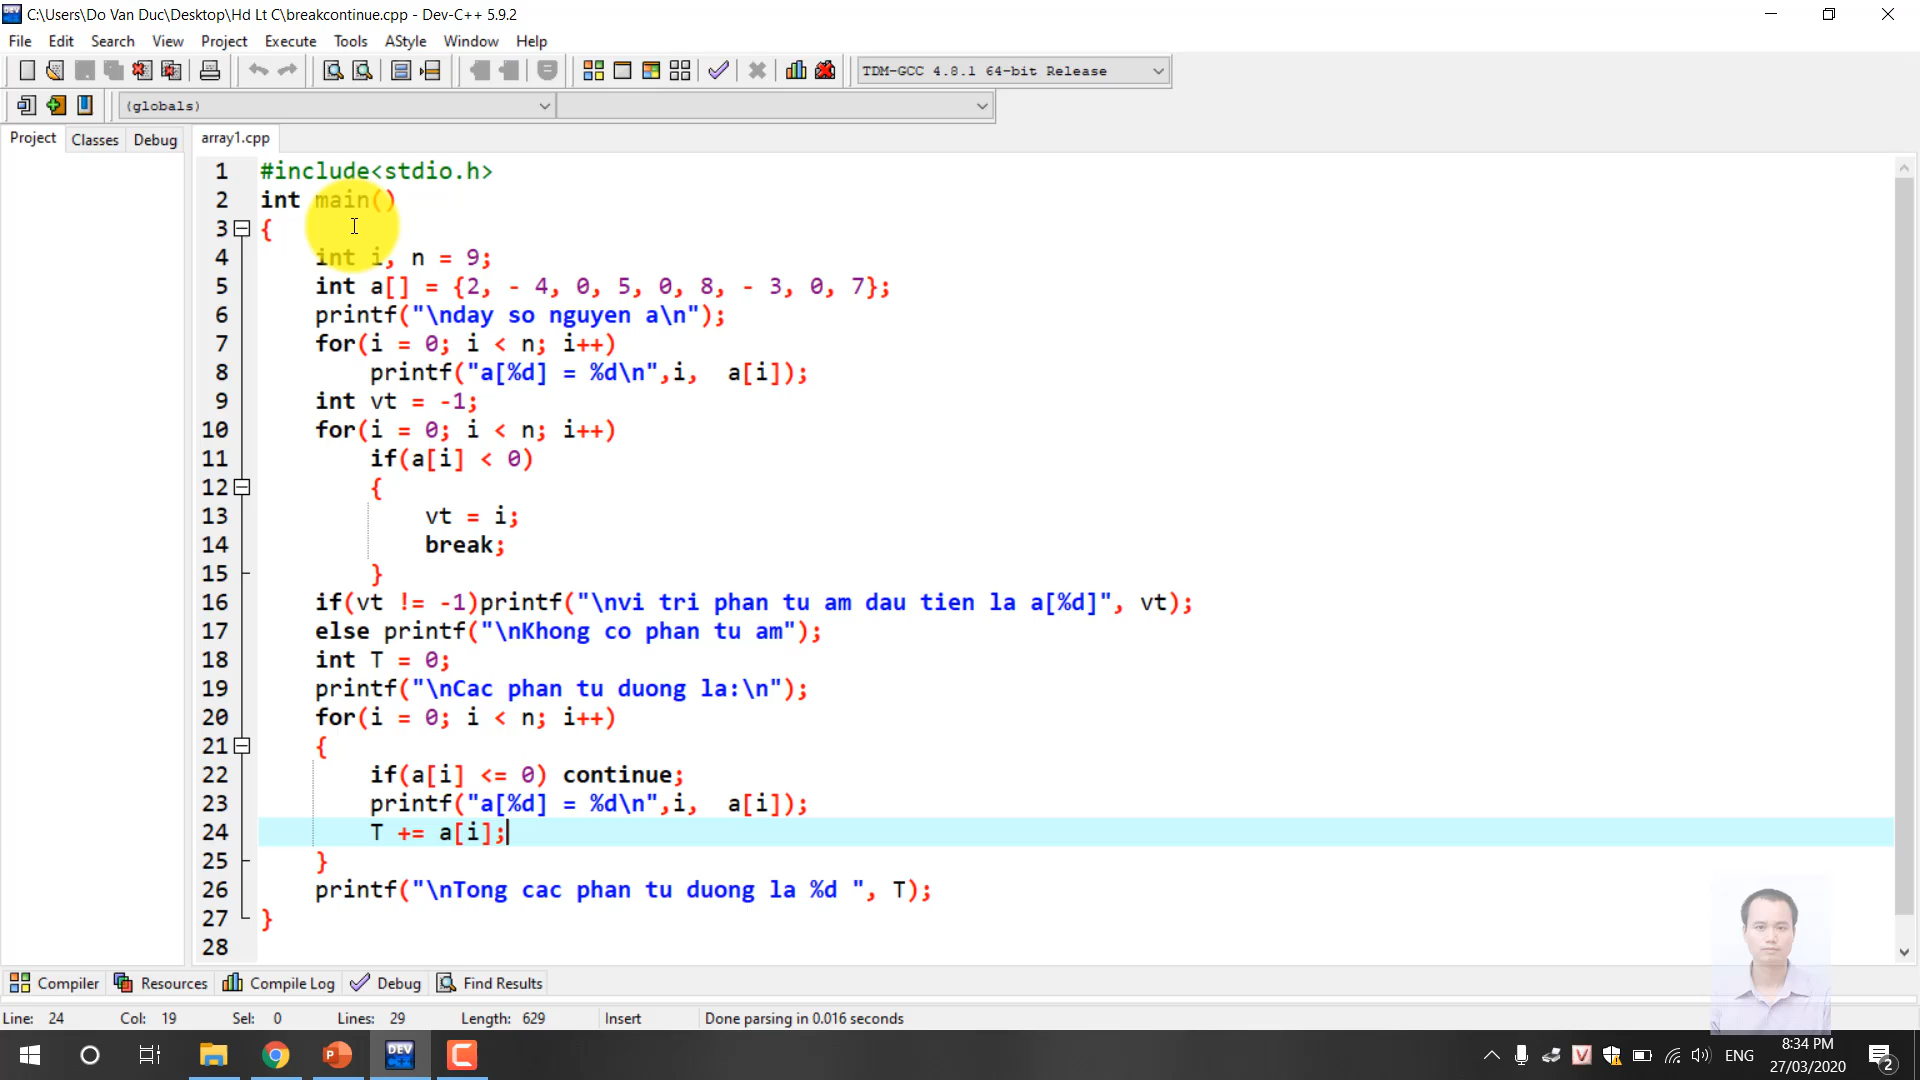 C:\Users\Do Van Duc\Desktop\Hd Lt C\breakcontinue.cpp - Dev-C++ 5.9.2
File Edit Search View Project Execute Tools AStyle Window Help
TDM-GCC 4.8.1 64-bit Release
(globals)
Project Classes Debug array1.cpp
1 #include<stdio.h>
2 int main()
3 {
4 int i, n = 9;
5 int a[] = {2, - 4, 0, 5, 0, 8, - 3, 0, 7};
6 printf("\nday so nguyen a\n");
7 for(i = 0; i < n; i++)
8 printf("a[%d] = %d\n",i,  a[i]);
9 int vt = -1;
10 for(i = 0; i < n; i++)
11 if(a[i] < 0)
12 {
13 vt = i;
14 break;
15 }
16 if(vt != -1)printf("\nvi tri phan tu am dau tien la a[%d]", vt);
17 else printf("\nKhong co phan tu am");
18 int T = 0;
19 printf("\nCac phan tu duong la:\n");
20 for(i = 0; i < n; i++)
21 {
22 if(a[i] <= 0) continue;
23 printf("a[%d] = %d\n",i,  a[i]);
24 T += a[i];
25 }
26 printf("\nTong cac phan tu duong la %d ", T);
27 }
28
Compiler Resources Compile Log Debug Find Results
Line: 24 Col: 19 Sel: 0 Lines: 29 Length: 629 Insert Done parsing in 0.016 seconds
DEV
P
C
V
ENG
8:34 PM
27/03/2020
2